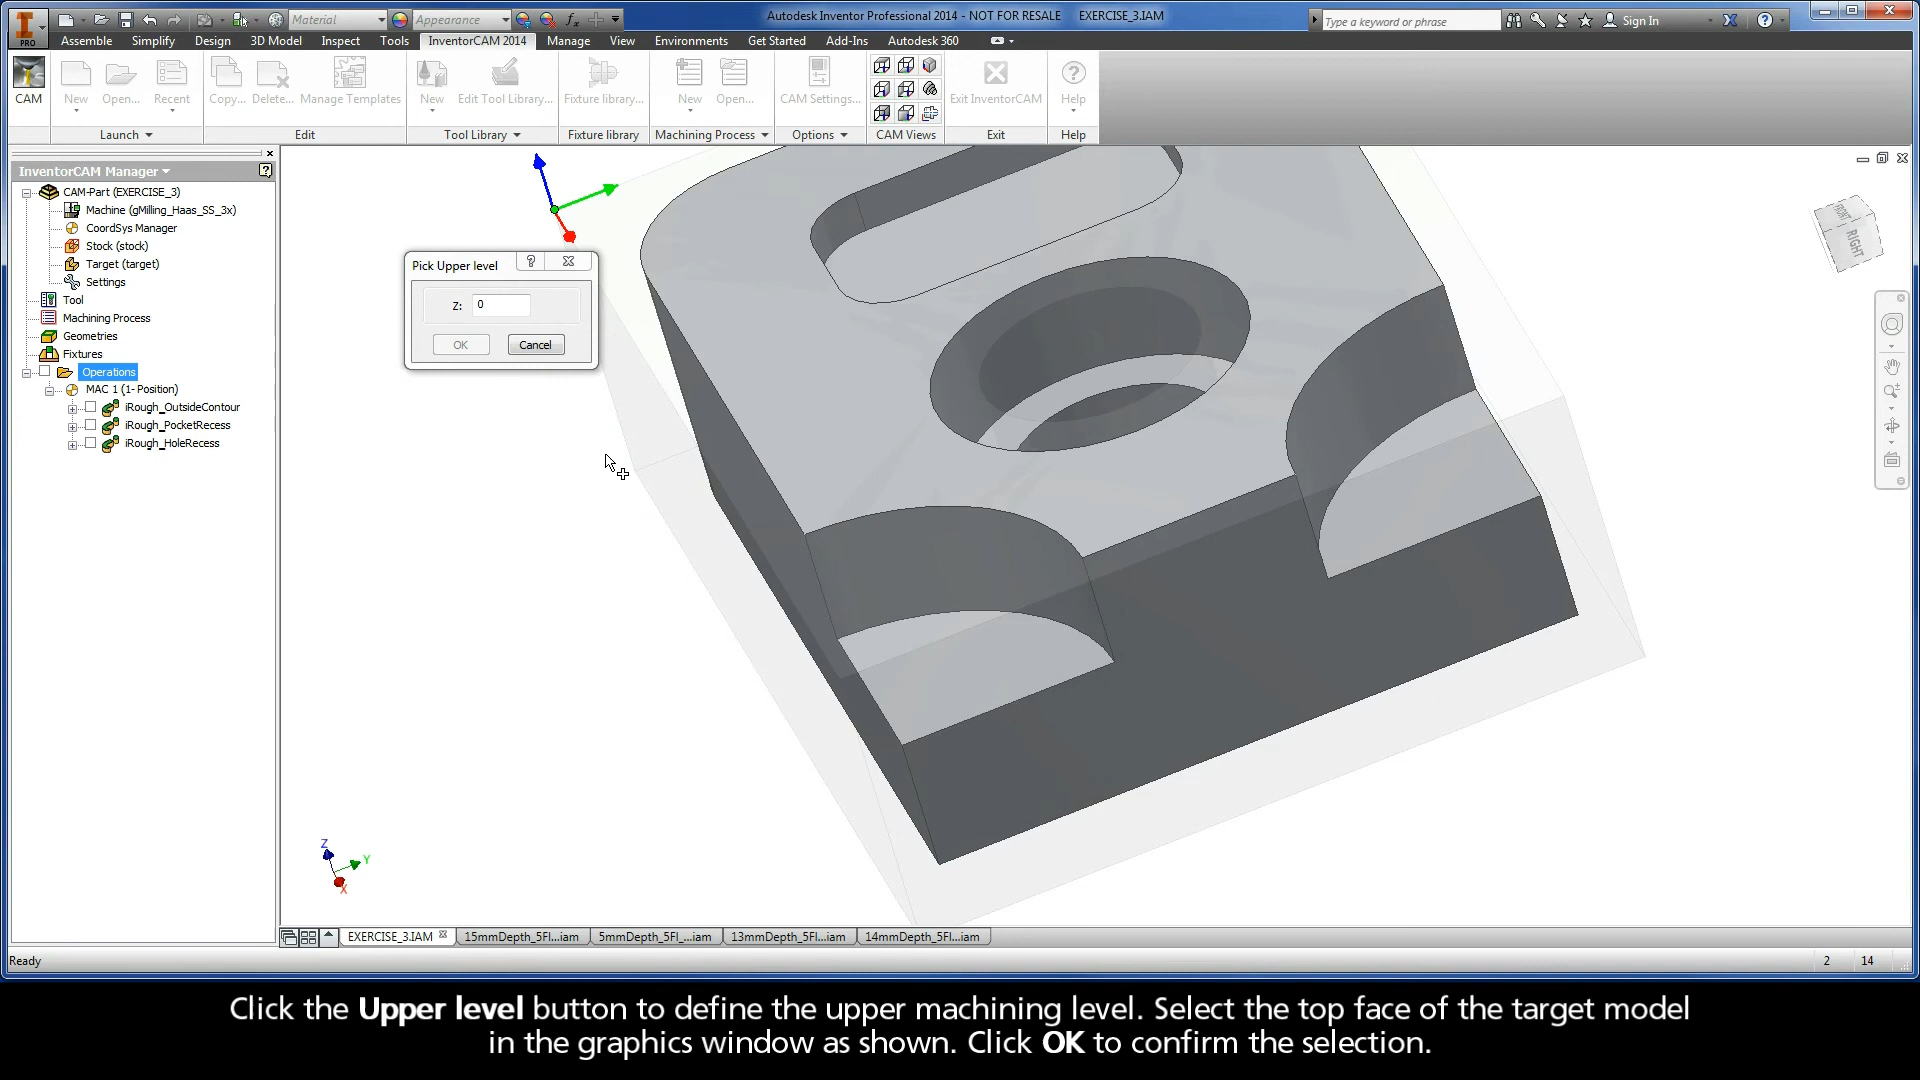 Material
Appearance
Autodesk Inventor Professional 2014 - NOT FOR RESALE EXERCISE_3.IAM
Type a keyword or phrase
Sign In
PRO
Assemble Simplify Design 3D Model Inspect Tools InventorCAM 2014 Manage View Environments Get Started Add-Ins Autodesk 360
CAM New Open... Recent Copy... Delete... Manage Templates New Edit Tool Library... Fixture library... New Open... CAM Settings... Exit InventorCAM Help
Launch Edit Tool Library Fixture library Machining Process Options CAM Views Exit Help
InventorCAM Manager
CAM-Part (EXERCISE_3)
Machine (gMilling_Haas_SS_3x)
CoordSys Manager
Stock (stock)
Target (target)
Settings
Tool
Machining Process
Geometries
Fixtures
Operations
MAC 1 (1- Position)
iRough_OutsideContour
iRough_PocketRecess
iRough_HoleRecess
Pick Upper level
Z: 0
OK Cancel
FRONT
RIGHT
Z
Y
X
EXERCISE_3.IAM 15mmDepth_5Fl...iam 5mmDepth_5Fl_...iam 13mmDepth_5Fl...iam 14mmDepth_5Fl...iam
Ready 2 14
Click the Upper level button to define the upper machining level. Select the top face of the target model
in the graphics window as shown. Click OK to confirm the selection.